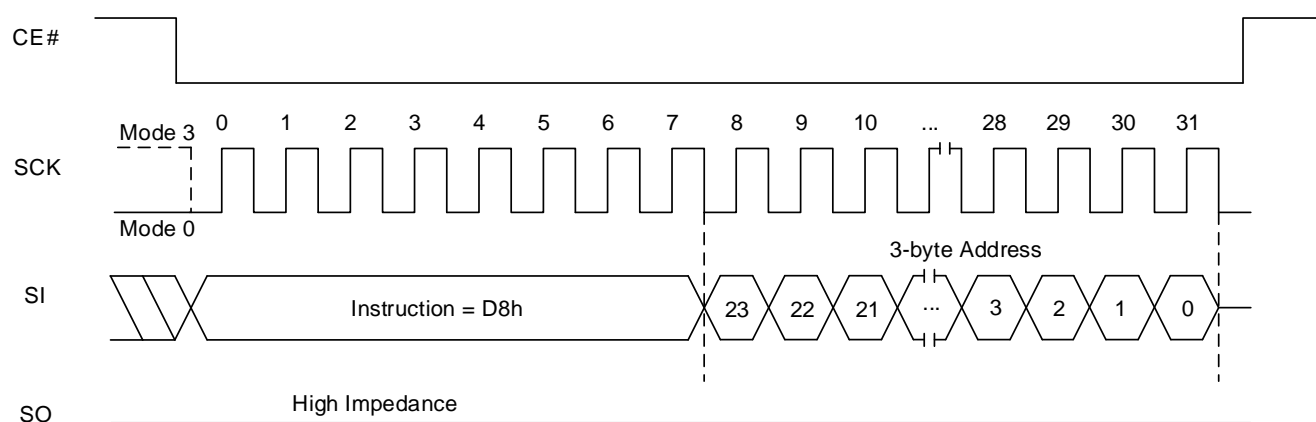 CE#
Mode 3 0 1 2 3 4 5 6 7 8 9 10 ... 28 29 30 31
SCK
Mode 0
3-byte Address
SI Instruction = D8h 23 22 21 ... 3 2 1 0
High Impedance
SO